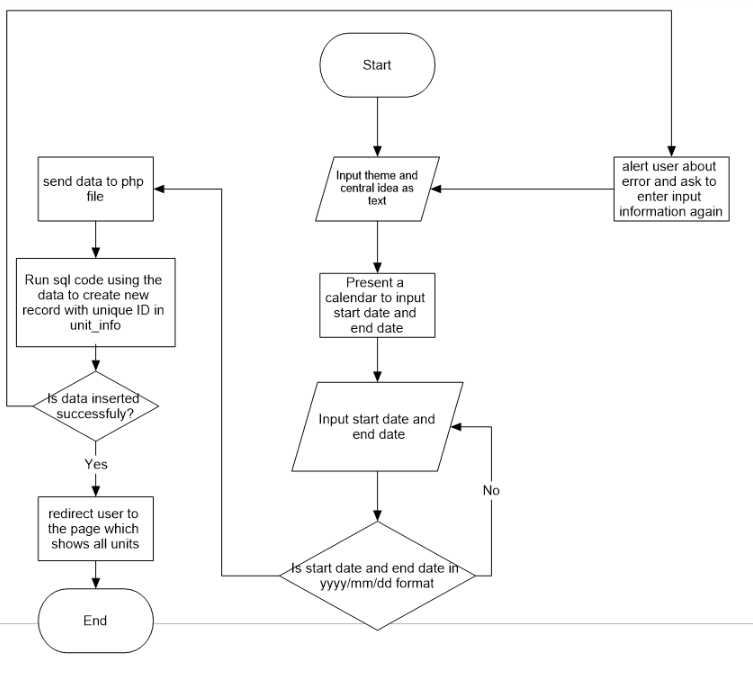 Start
Input theme and
central idea as
text
alert user about
error and ask to
enter input
information again
send data to php
file
Run sql code using the
data to create new
record with unique ID in
unit_info
Present a
calendar to input
start date and
end date
Is data inserted
successfuly?
Input start date and
end date
Yes
No
redirect user to
the page which
shows all units
Is start date and end date in
yyyy/mm/dd format
End